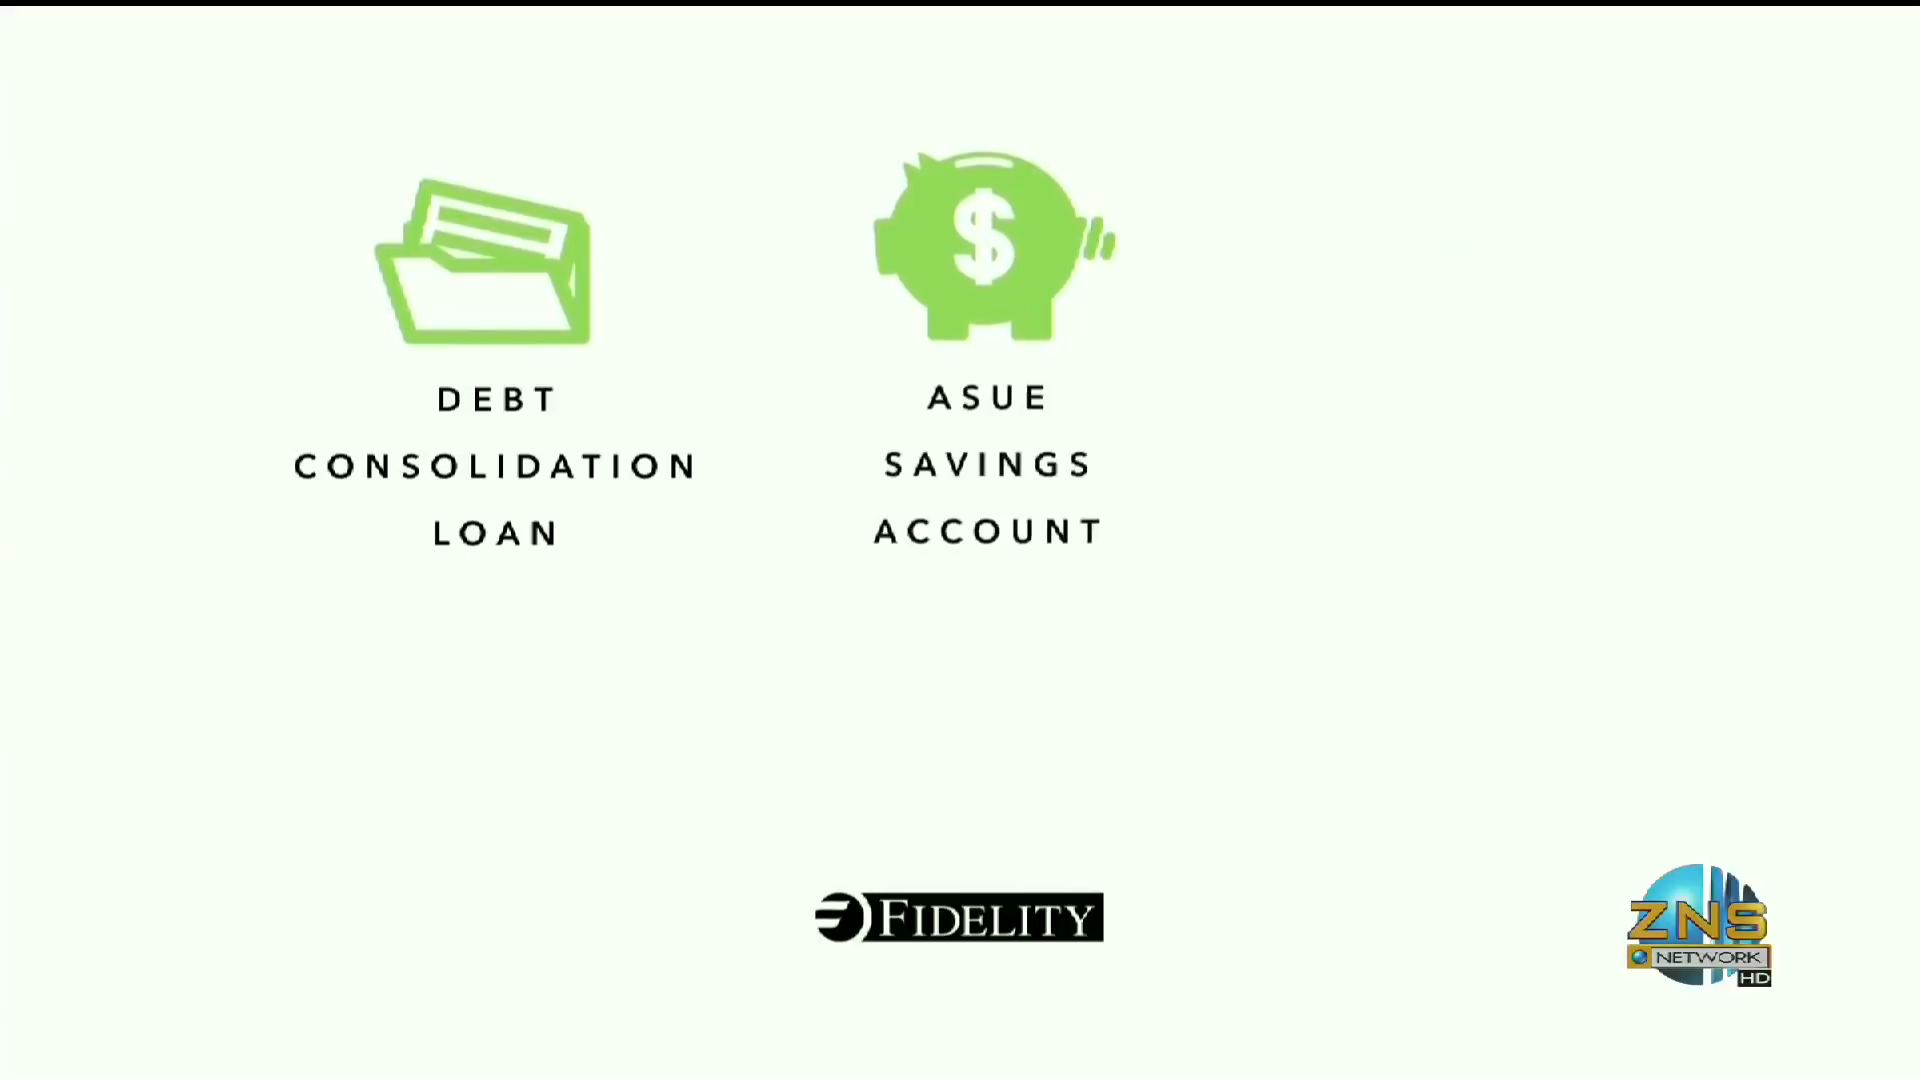 $
DEBT
CONSOLIDATION
LOAN
ASUE
SAVINGS
ACCOUNT
FIDELITY
ZNS
NETWORK
HD